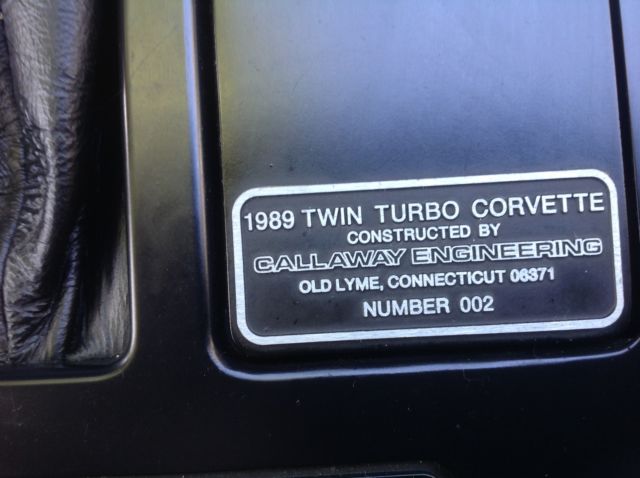 1989 TWIN TURBO CORVETTE
CONSTRUCTED BY
CALLAWAY ENGINEERING
OLD LYME, CONNECTICUT 06371
NUMBER 002